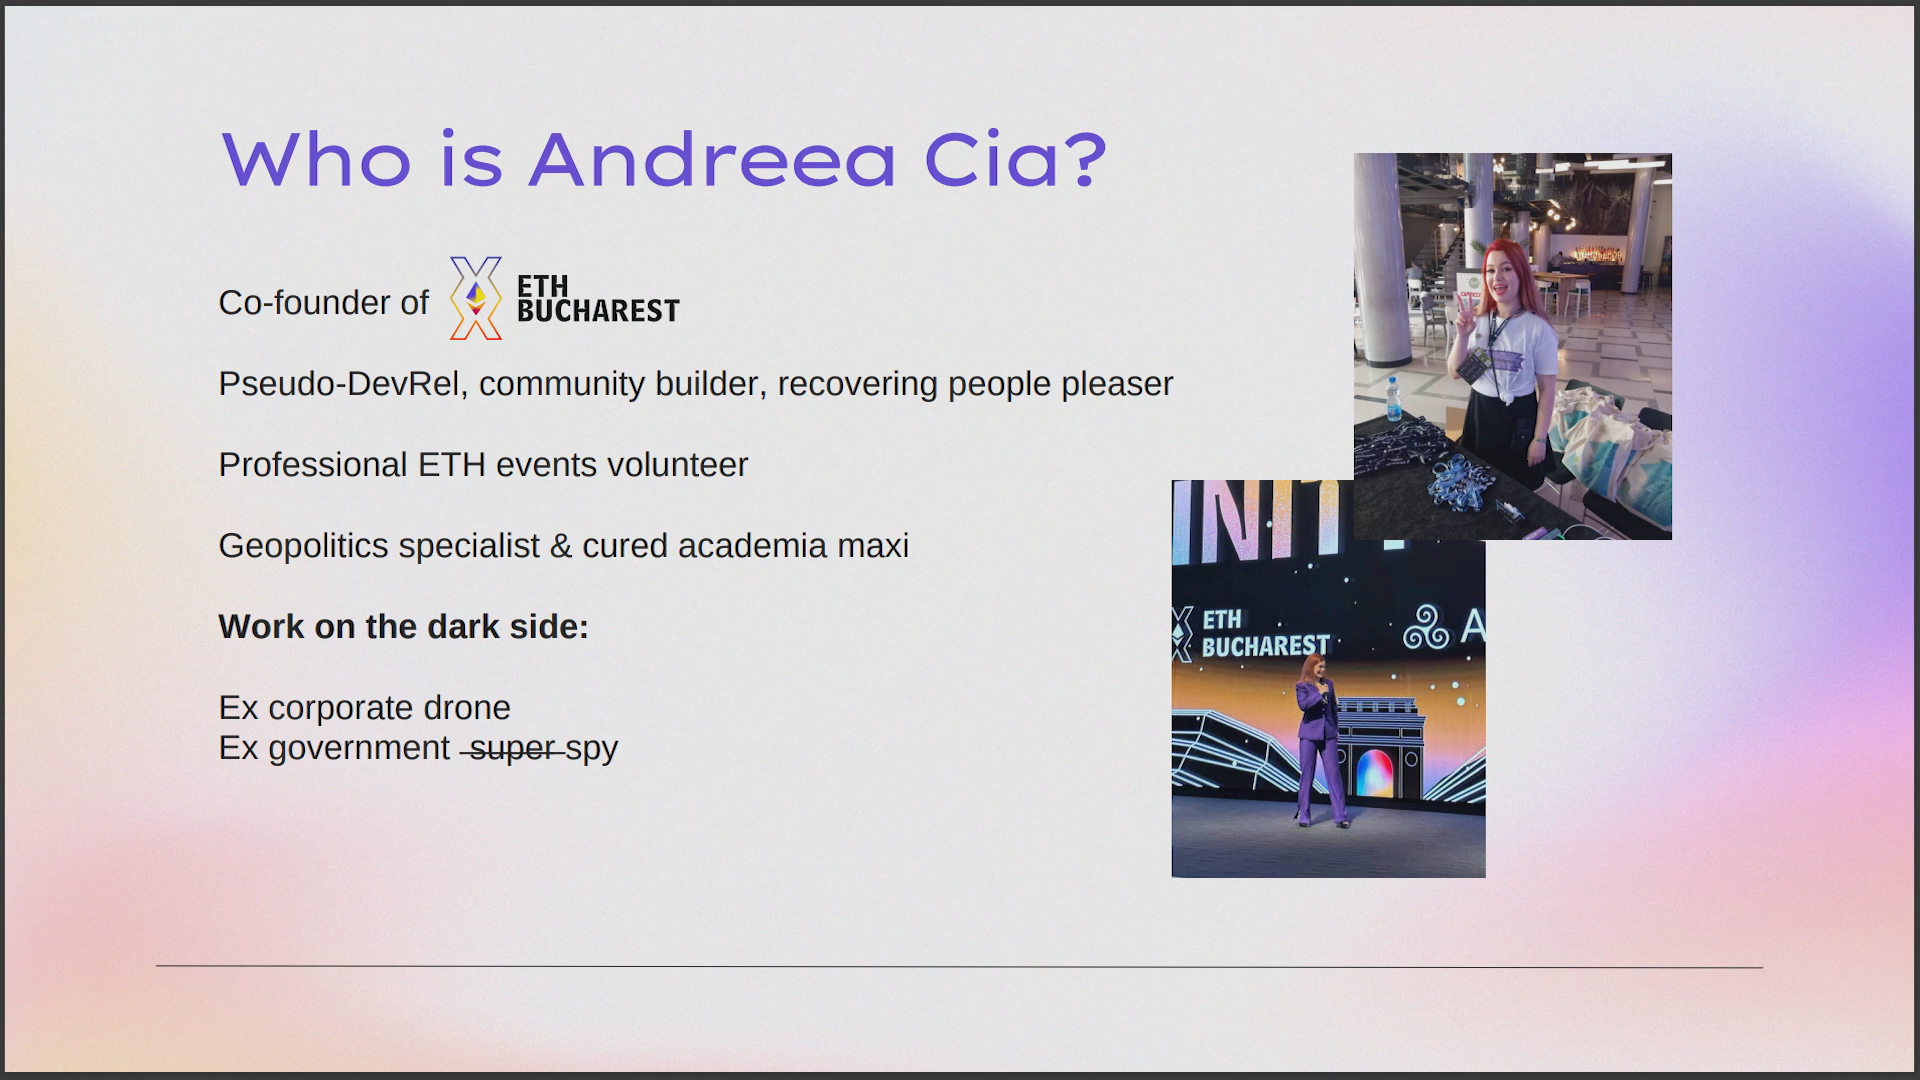 Who is Andreea Cia?
Co-founder of
ETH
BUCHAREST
Pseudo-DevRel, community builder, recovering people pleaser
Professional ETH events volunteer
Geopolitics specialist & cured academia maxi
Work on the dark side:
Ex corporate drone
Ex government super spy
INIT
ETH
BUCHAREST
A